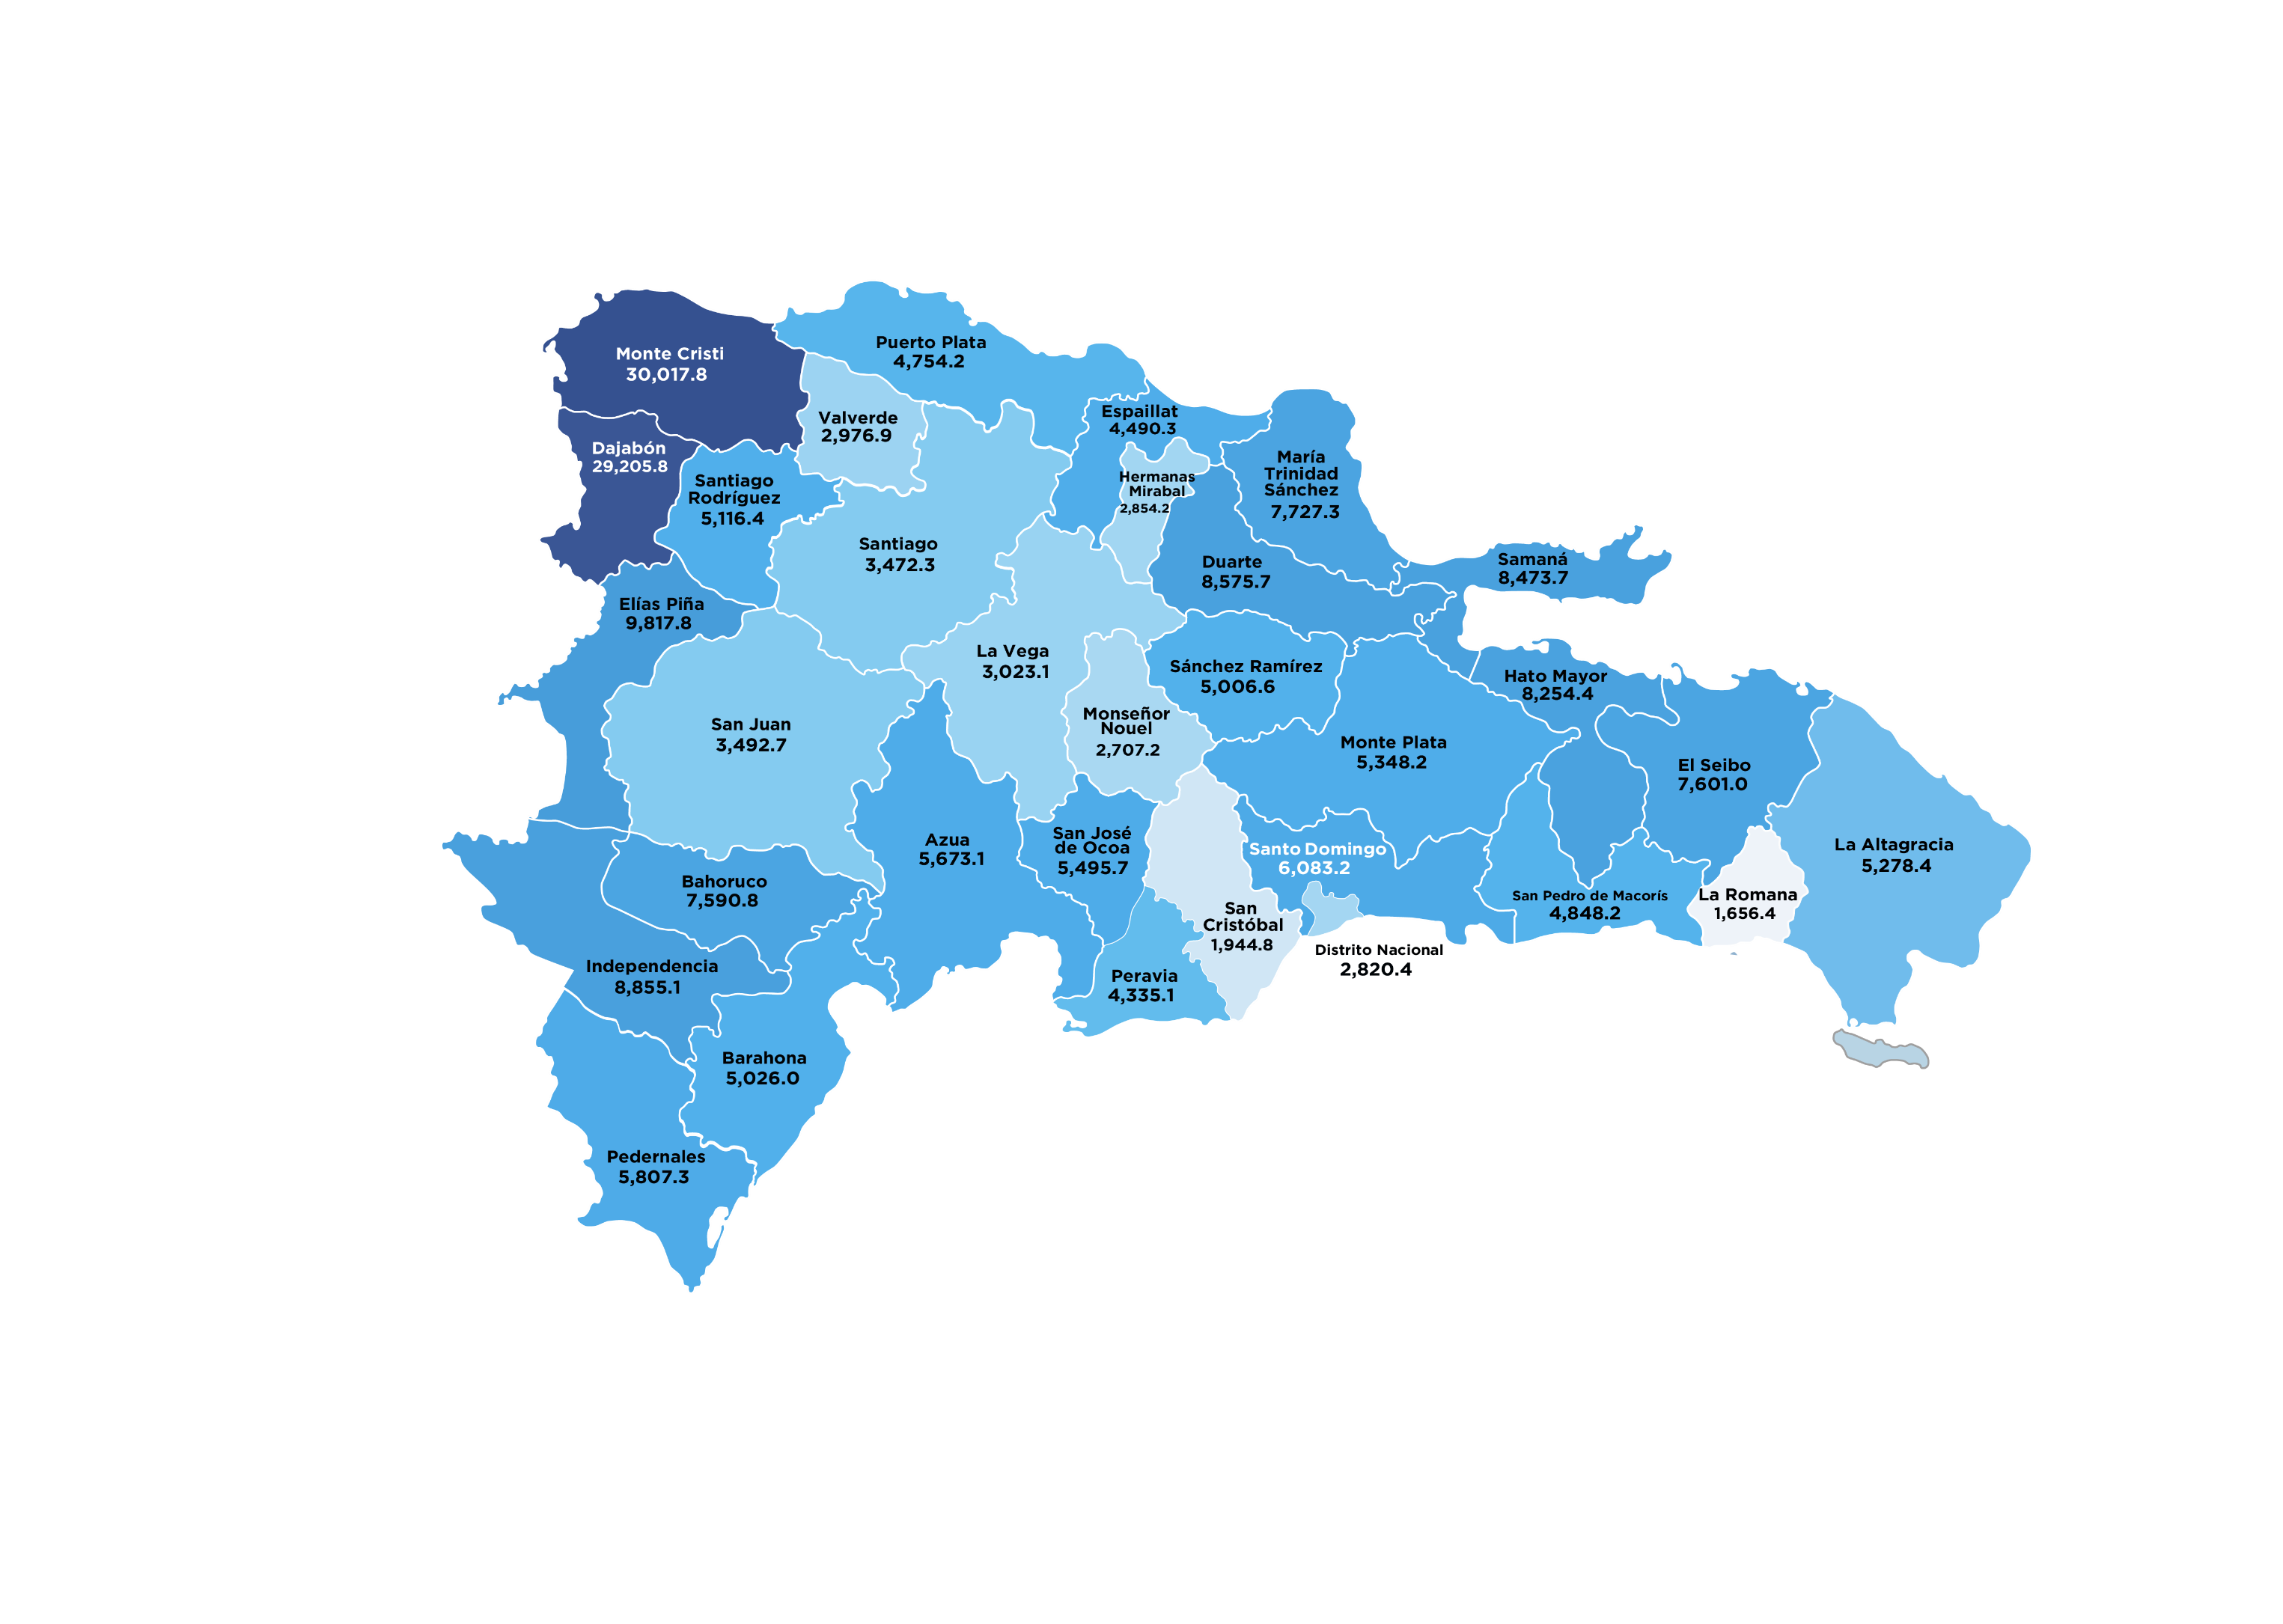 Puerto Plata
4,754.2
Monte Cristi
30,017.8
Valverde
2,976.9
Espaillat
4,490.3
Dajabón
29,205.8
María
Trinidad
Sánchez
7,727.3
Hermanas
Mirabal
2,854.2
Santiago
Rodríguez
5,116.4
Santiago
3,472.3
Duarte
8,575.7
Samaná
8,473.7
Elías Piña
9,817.8
La Vega
3,023.1
Sánchez Ramírez
5,006.6
Hato Mayor
8,254.4
San Juan
3,492.7
Monseñor
Nouel
2,707.2
Monte Plata
5,348.2
El Seibo
7,601.0
Azua
5,673.1
San José
de Ocoa
5,495.7
Santo Domingo
6,083.2
La Altagracia
5,278.4
Bahoruco
7,590.8
San Pedro de Macorís
4,848.2
La Romana
1,656.4
San
Cristóbal
1,944.8
Distrito Nacional
2,820.4
Independencia
8,855.1
Peravia
4,335.1
Barahona
5,026.0
Pedernales
5,807.3